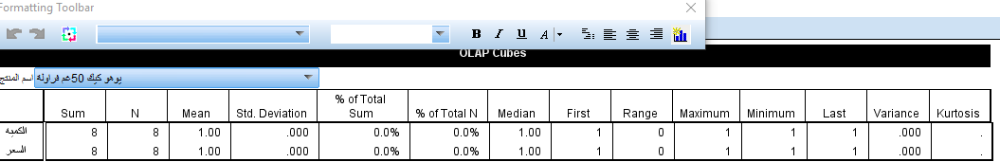 Formatting Toolbar
B I U A
OLAP Cubes
اسم المنتج يوهو كيك 50غم فراولة
Sum N Mean Std. Deviation % of Total Sum % of Total N Median First Range Maximum Minimum Last Variance Kurtosis
الكميه 8 8 1.00 .000 0.0% 0.0% 1.00 1 0 1 1 1 .000 .
السعر 8 8 1.00 .000 0.0% 0.0% 1.00 1 0 1 1 1 .000 .